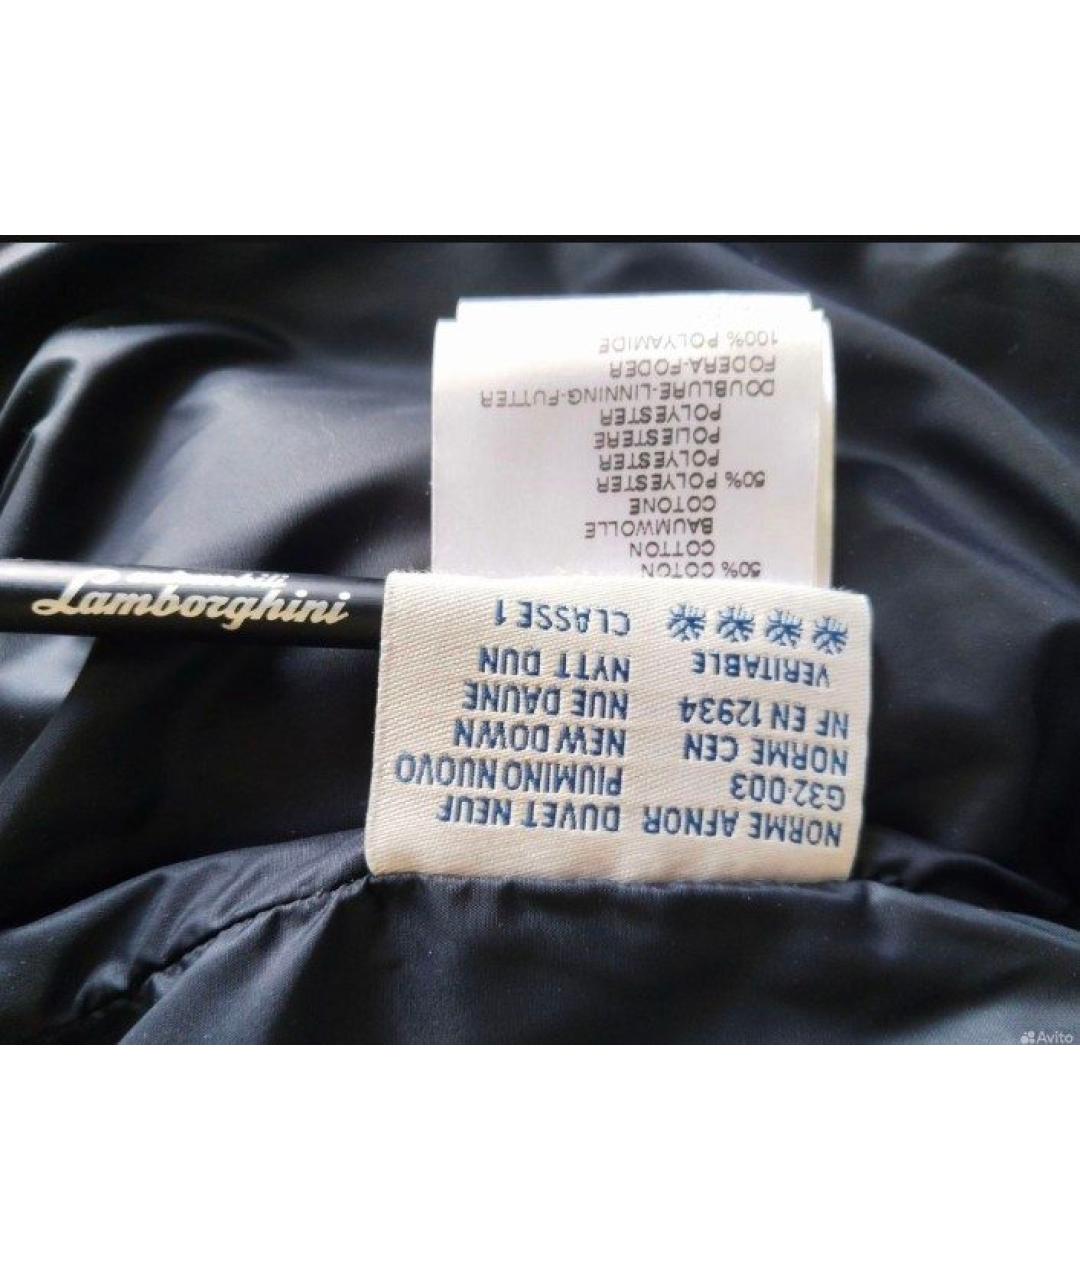 NORME AFNOR DUVET NEUF
G32-003 PIUMINO NUOVO
NORME CEN NEW DOWN
NF EN 12934 NUE DAUNE
VERITABLE NYTT DUN
CLASSE 1
50% COTON
COTTON
BAUMWOLLE
COTONE
50% POLYESTER
POLYESTER
POLIESTERE
POLYESTER
DOUBLURE-LINNING-FUTTER
FODERA-FODER
100% POLYAMIDE
Automobili
Lamborghini
Avito